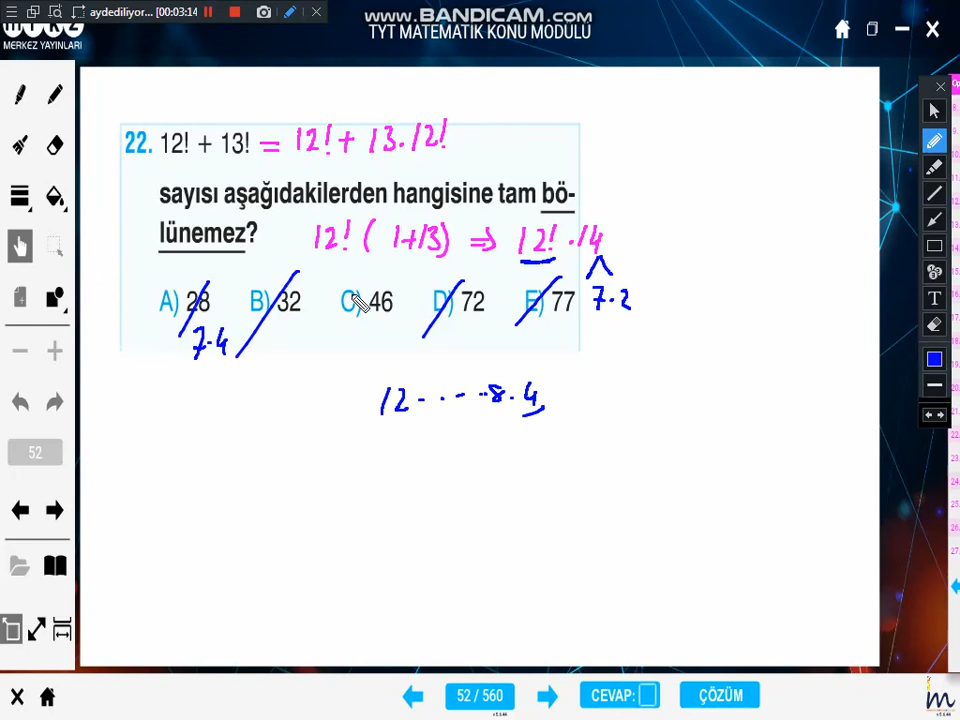 aydediliyor... [00:03:14]
www.BANDICAM.com
MERKEZ YAYINLARI
TYT MATEMATİK KONU MODÜLÜ
22. 12! + 13! = 12! + 13.12!
sayısı aşağıdakilerden hangisine tam bö-
lünemez? 12! (1+13) ⇒ 12! .14
7.2
A) 28 B) 32 C) 46 D) 72 E) 77
7.4
12 - . - .. 8 . 4
52
52 / 560
CEVAP:
ÇÖZÜM